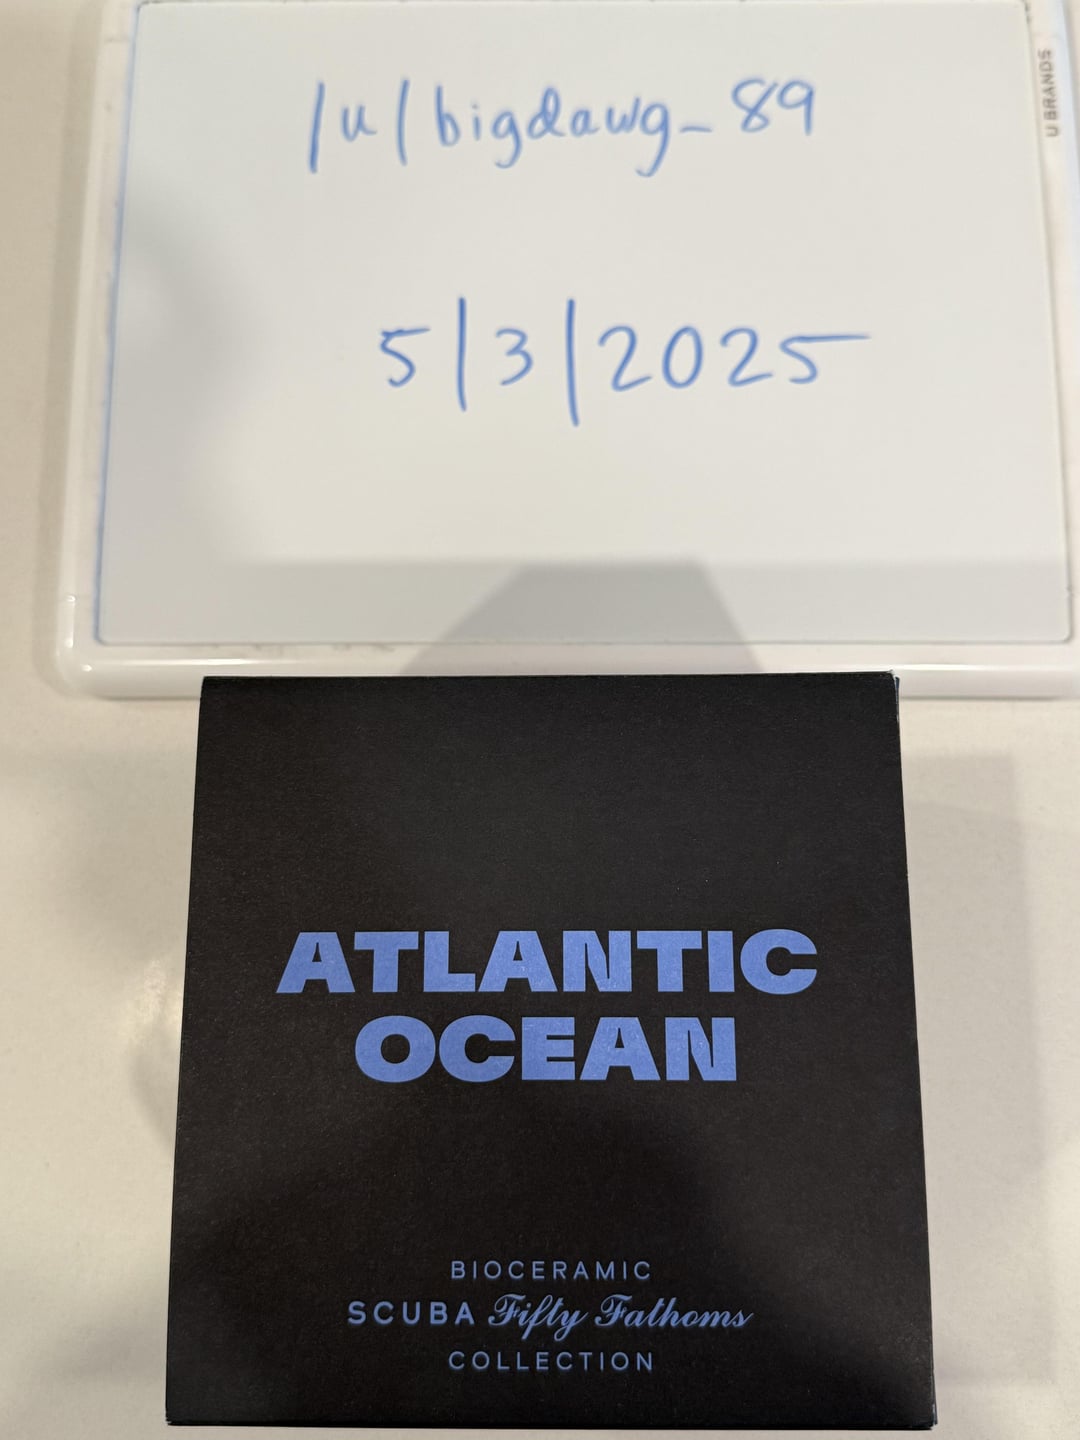 /u/bigdawg_89
U BRANDS
5/3/2025
ATLANTIC
OCEAN
BIOCERAMIC
SCUBA Fifty Fathoms
COLLECTION